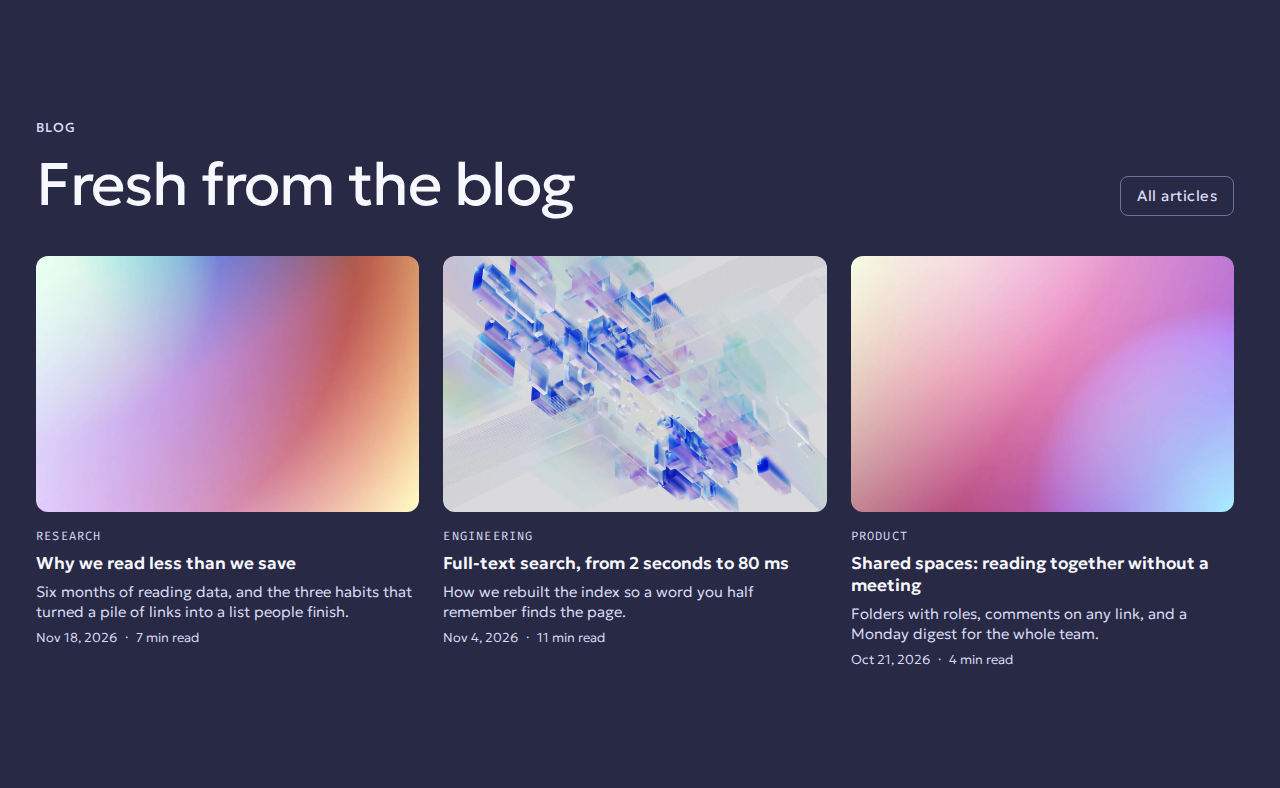 BLOG
Fresh from the blog
All articles
RESEARCH
Why we read less than we save
Six months of reading data, and the three habits that
turned a pile of links into a list people finish.
Nov 18, 2026 · 7 min read
ENGINEERING
Full-text search, from 2 seconds to 80 ms
How we rebuilt the index so a word you half
remember finds the page.
Nov 4, 2026 · 11 min read
PRODUCT
Shared spaces: reading together without a
meeting
Folders with roles, comments on any link, and a
Monday digest for the whole team.
Oct 21, 2026 · 4 min read